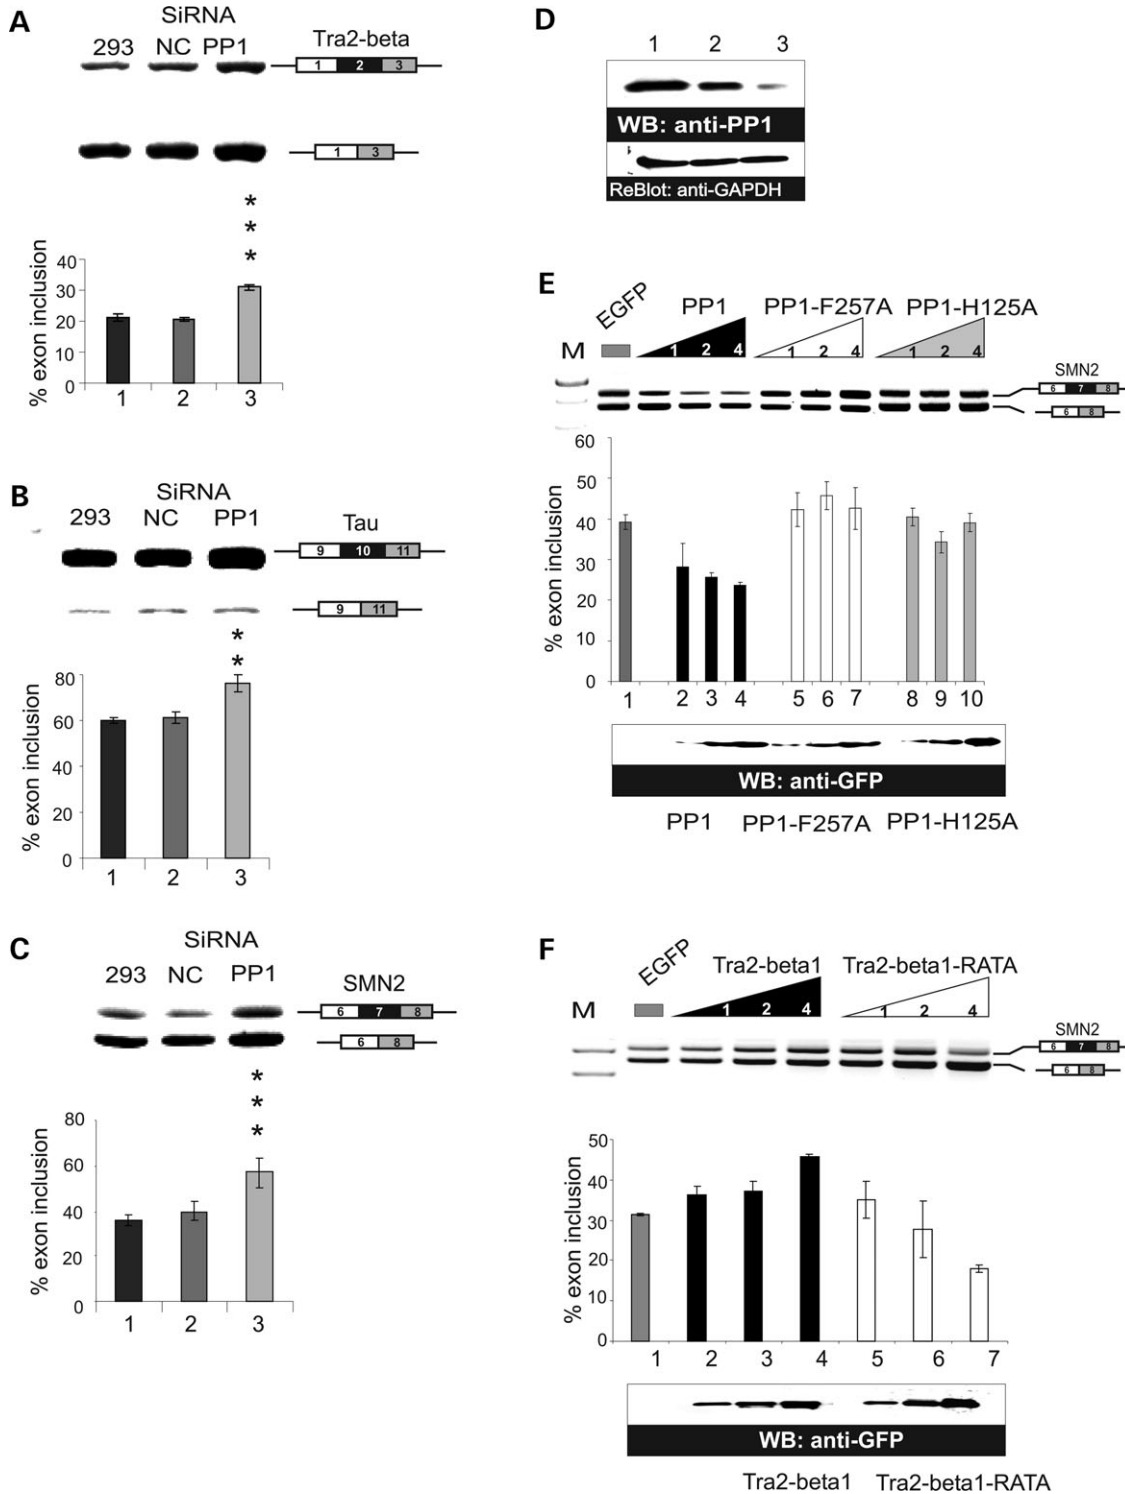 A
SiRNA
293 NC PP1
Tra2-beta
1 2 3
1 3
*
*
*
% exon inclusion
40
30
20
10
0
1 2 3
B
SiRNA
293 NC PP1
Tau
9 10 11
9 11
*
*
% exon inclusion
80
60
40
20
0
1 2 3
C
SiRNA
293 NC PP1
SMN2
6 7 8
6 8
*
*
*
% exon inclusion
80
60
40
20
0
1 2 3
D
1 2 3
WB: anti-PP1
ReBlot: anti-GAPDH
E
EGFP PP1 PP1-F257A PP1-H125A
M 1 2 4 1 2 4 1 2 4
SMN2
6 7 8
6 8
% exon inclusion
60
50
40
30
20
10
0
1 2 3 4 5 6 7 8 9 10
WB: anti-GFP
PP1 PP1-F257A PP1-H125A
F
EGFP Tra2-beta1 Tra2-beta1-RATA
M 1 2 4 1 2 4
SMN2
6 7 8
6 8
% exon inclusion
50
40
30
20
10
0
1 2 3 4 5 6 7
WB: anti-GFP
Tra2-beta1 Tra2-beta1-RATA